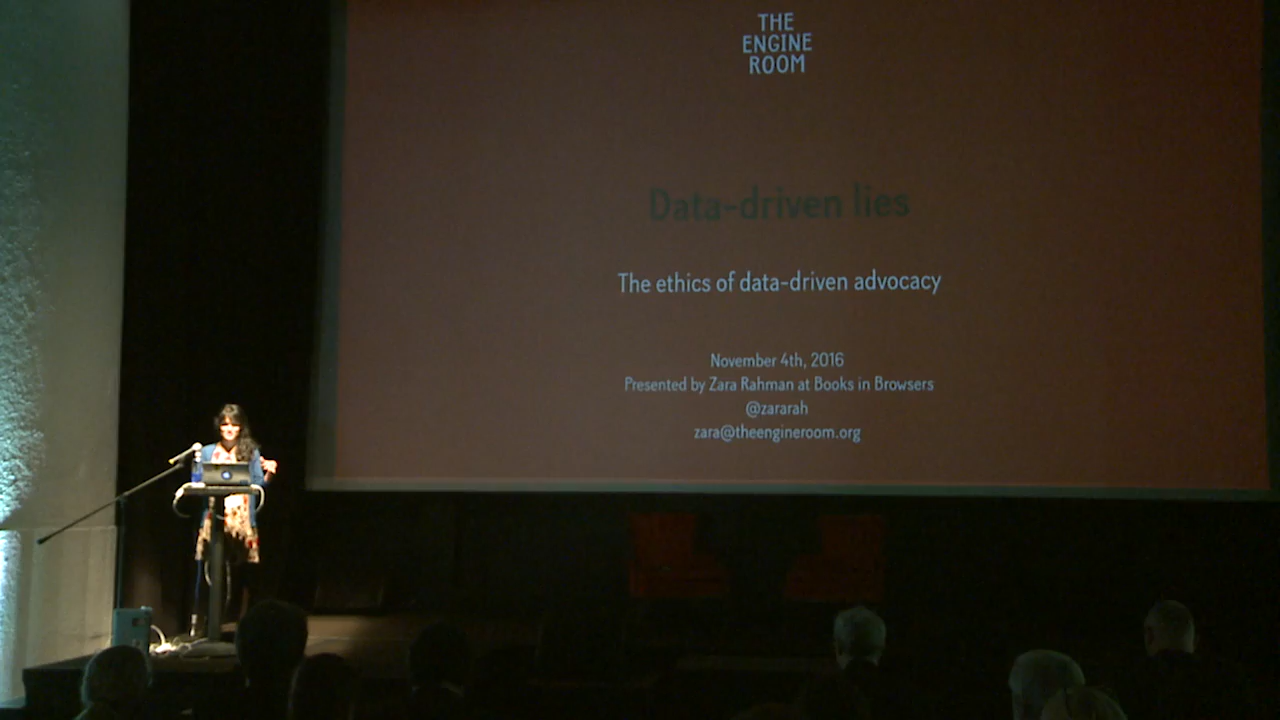 THE
ENGINE
ROOM
Data-driven lies
The ethics of data-driven advocacy
November 4th, 2016
Presented by Zara Rahman at Books in Browsers
@zararah
zara@theengineroom.org